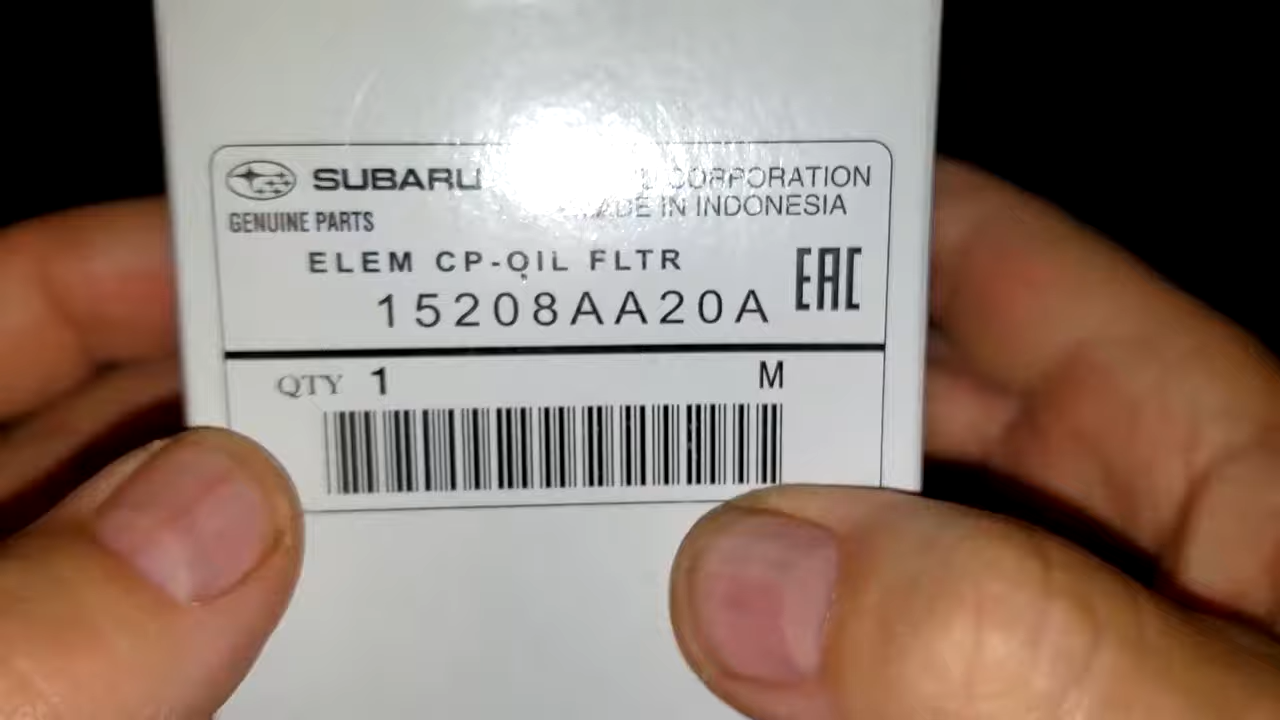 SUBARU CORPORATION
MADE IN INDONESIA
GENUINE PARTS
ELEM CP-OIL FLTR
15208AA20A
EAC
QTY 1 M